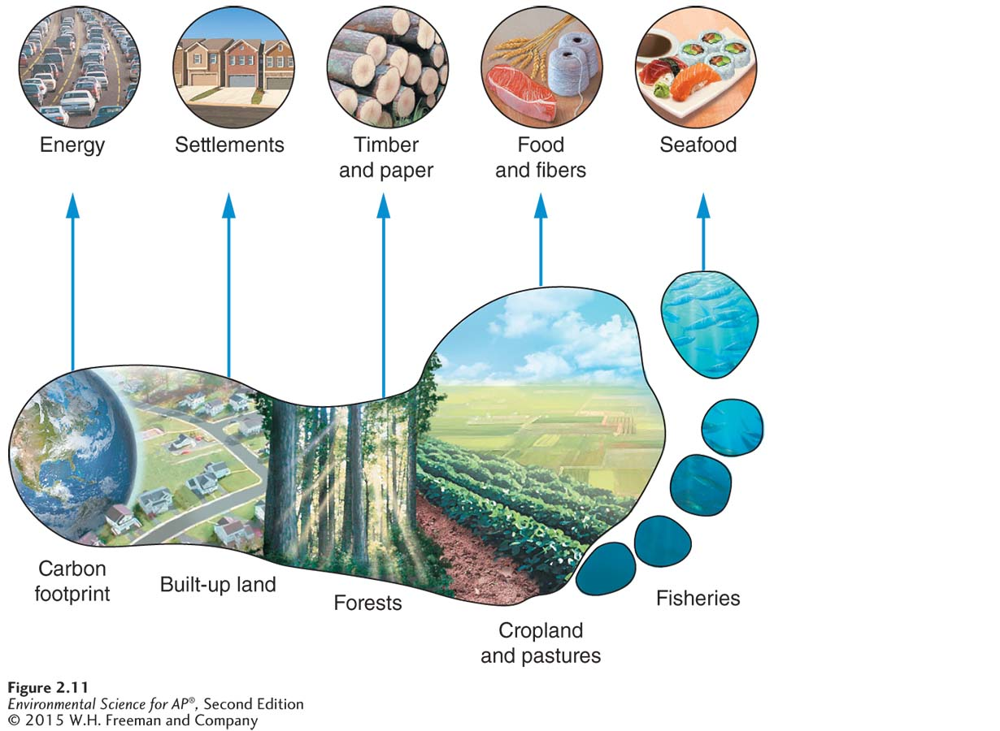 Energy
Settlements
Timber
and paper
Food
and fibers
Seafood
Carbon
footprint
Built-up land
Forests
Cropland
and pastures
Fisheries
Figure 2.11
Environmental Science for AP®, Second Edition
© 2015 W.H. Freeman and Company